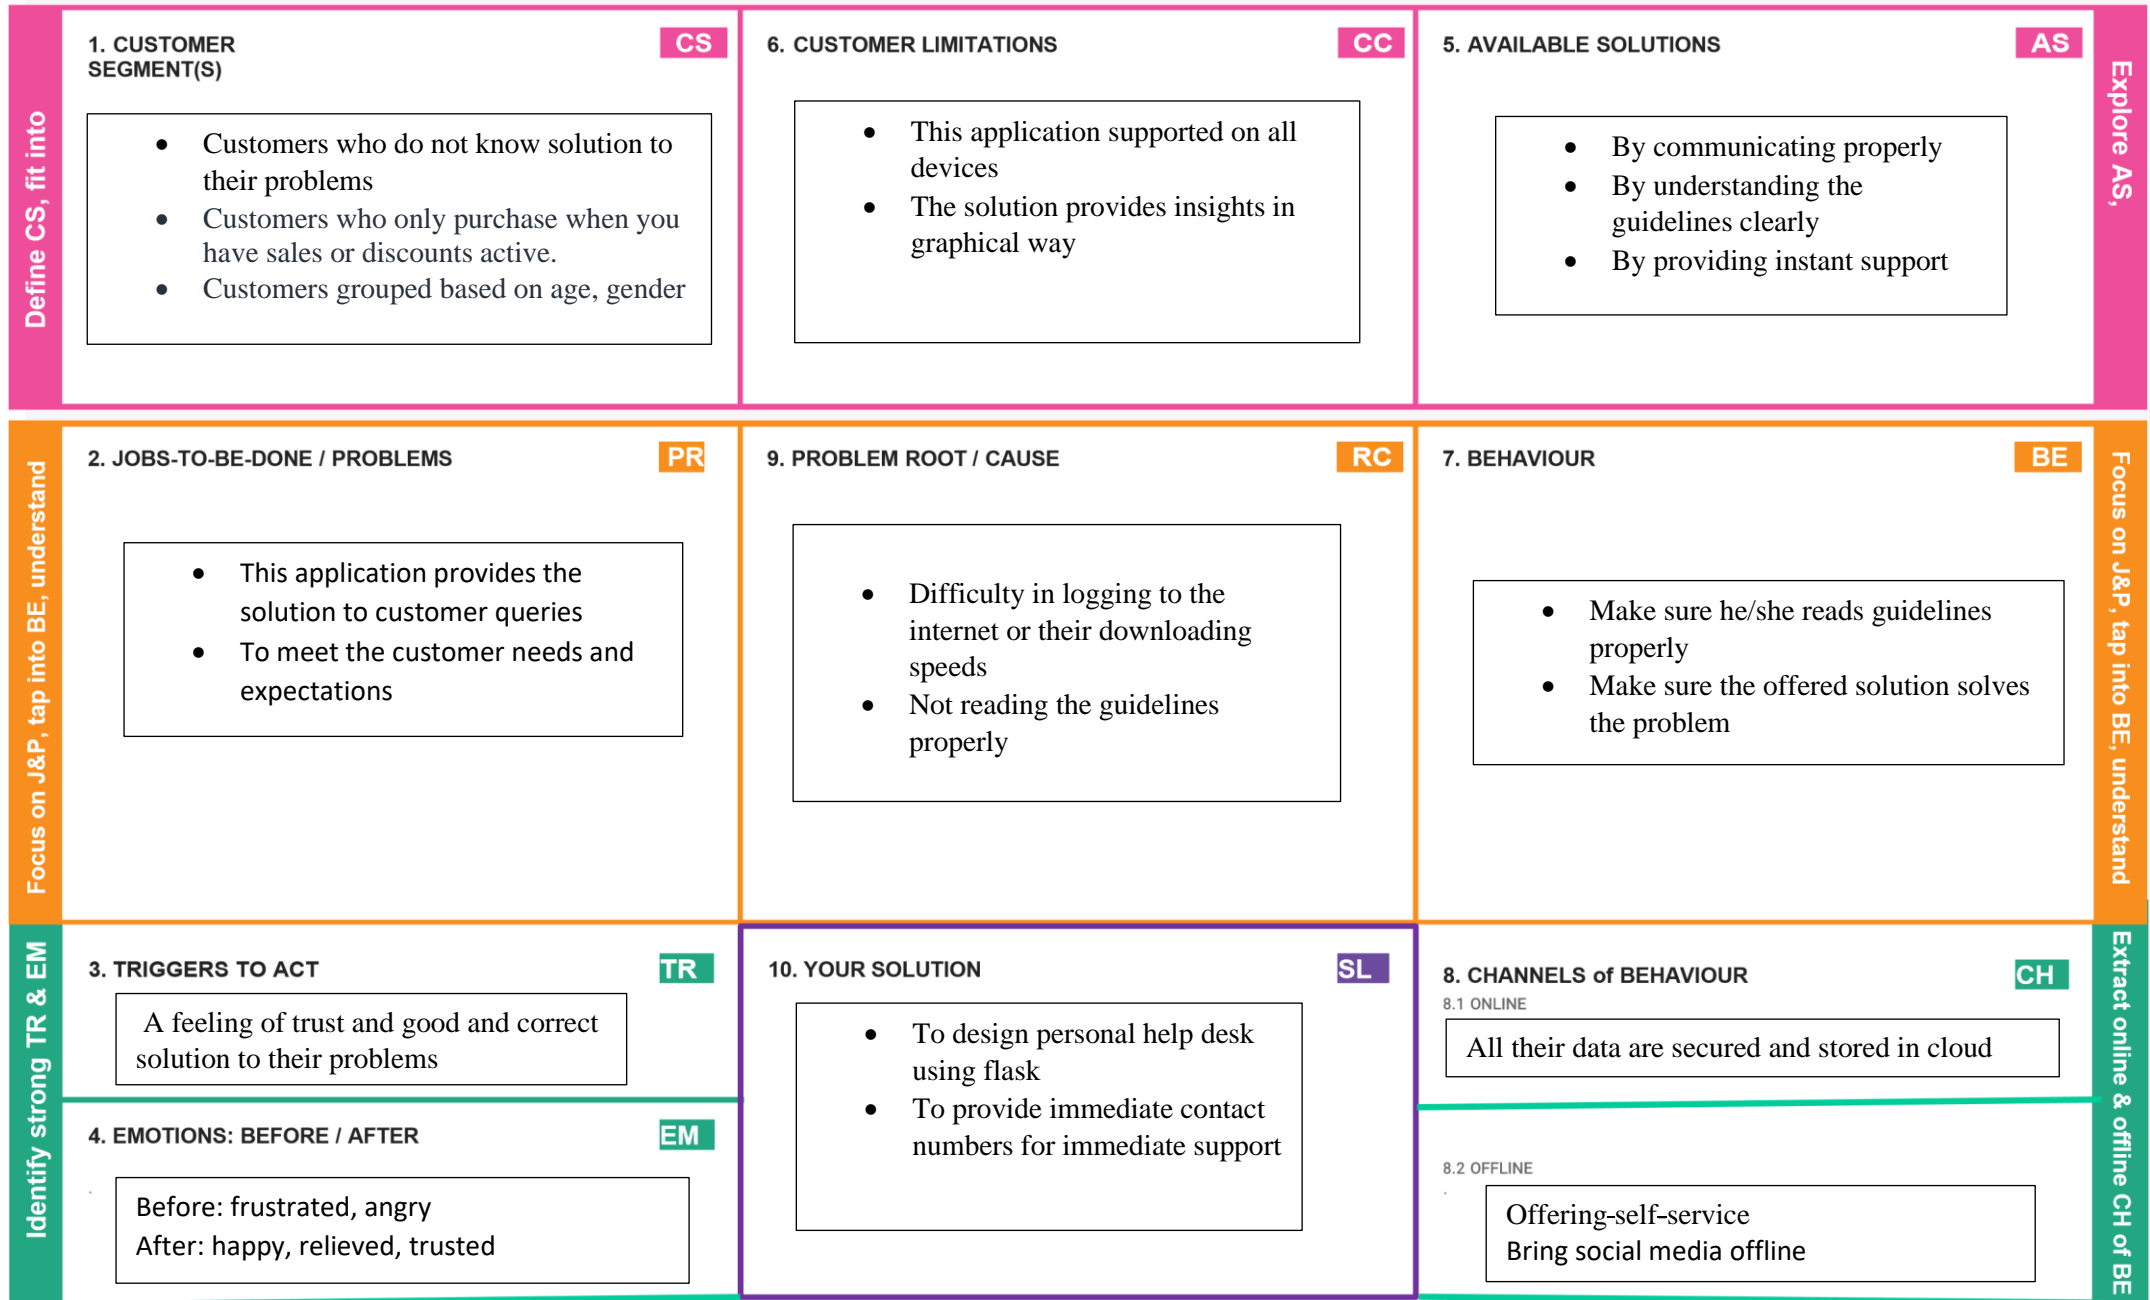 Define CS, fit into
1. CUSTOMER
SEGMENT(S)
CS
• Customers who do not know solution to
their problems
• Customers who only purchase when you
have sales or discounts active.
• Customers grouped based on age, gender
6. CUSTOMER LIMITATIONS
CC
• This application supported on all
devices
• The solution provides insights in
graphical way
5. AVAILABLE SOLUTIONS
AS
• By communicating properly
• By understanding the
guidelines clearly
• By providing instant support
Explore AS,
Focus on J&P, tap into BE, understand
2. JOBS-TO-BE-DONE / PROBLEMS
PR
• This application provides the
solution to customer queries
• To meet the customer needs and
expectations
9. PROBLEM ROOT / CAUSE
RC
• Difficulty in logging to the
internet or their downloading
speeds
• Not reading the guidelines
properly
7. BEHAVIOUR
BE
• Make sure he/she reads guidelines
properly
• Make sure the offered solution solves
the problem
Focus on J&P, tap into BE, understand
Identify strong TR & EM
3. TRIGGERS TO ACT
TR
A feeling of trust and good and correct
solution to their problems
4. EMOTIONS: BEFORE / AFTER
EM
Before: frustrated, angry
After: happy, relieved, trusted
10. YOUR SOLUTION
SL
• To design personal help desk
using flask
• To provide immediate contact
numbers for immediate support
8. CHANNELS of BEHAVIOUR
CH
8.1 ONLINE
All their data are secured and stored in cloud
8.2 OFFLINE
Offering-self-service
Bring social media offline
Extract online & offline CH of BE